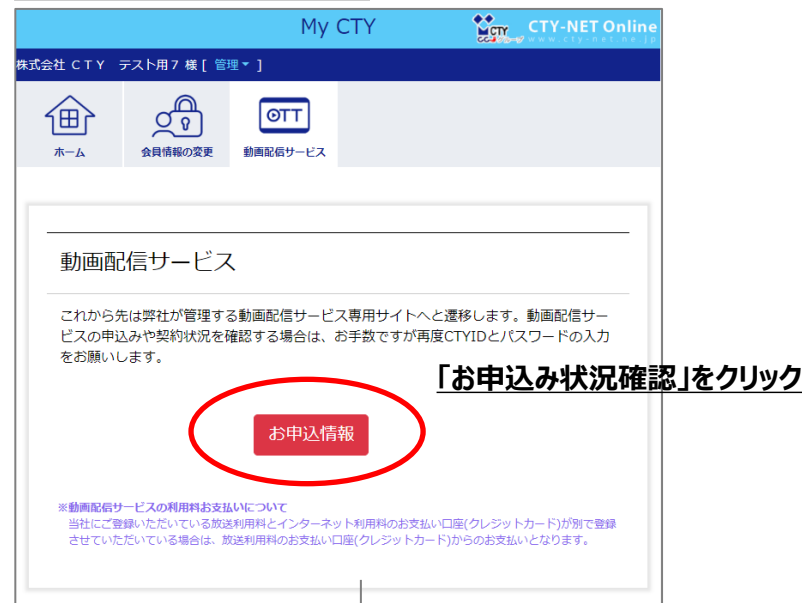 My CTY
CTY CTY-NET Online
www.cty-net.ne.jp
株式会社 ＣＴＹ　テスト用７ 様 [ 管理 ]
OTT
ホーム 会員情報の変更 動画配信サービス
動画配信サービス
これから先は弊社が管理する動画配信サービス専用サイトへと遷移します。動画配信サー
ビスの申込みや契約状況を確認する場合は、お手数ですが再度CTYIDとパスワードの入力
をお願いします。
「お申込み状況確認」をクリック
お申込情報
※動画配信サービスの利用料お支払いについて
当社にご登録いただいている放送利用料とインターネット利用料のお支払い口座(クレジットカード)が別で登録
させていただいている場合は、放送利用料のお支払い口座(クレジットカード)からのお支払いとなります。